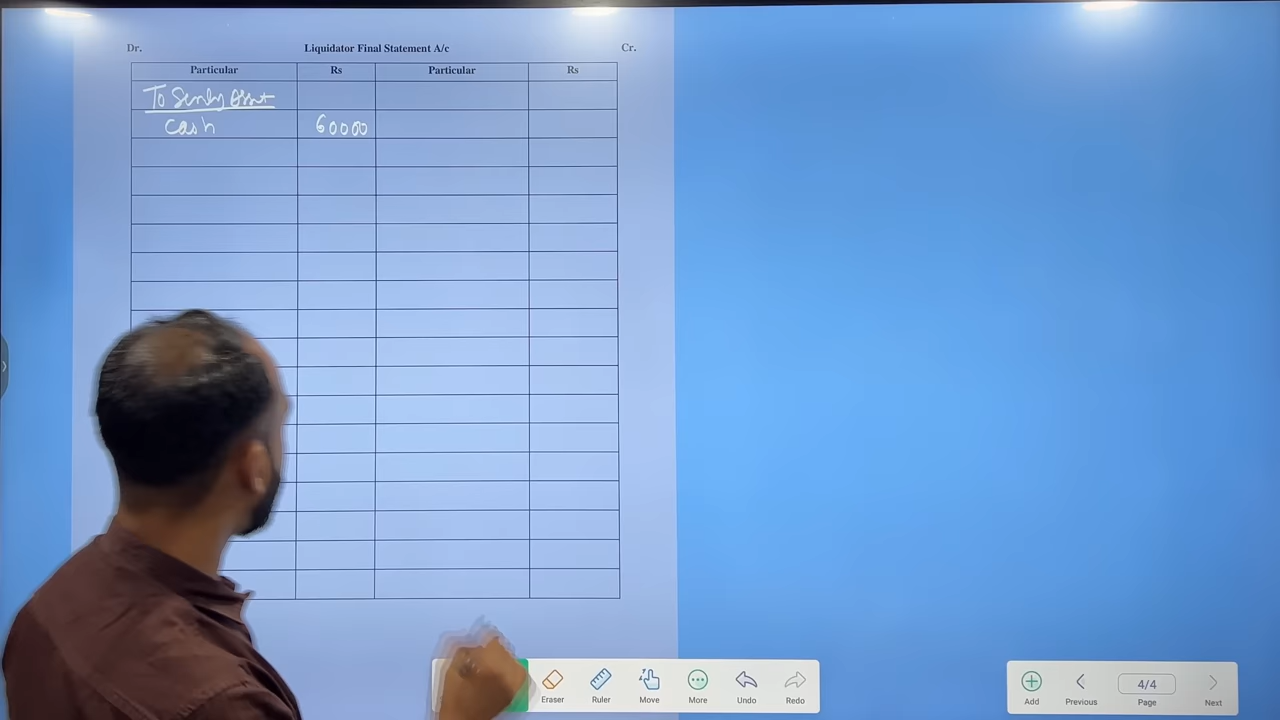 Dr. Liquidator Final Statement A/c Cr.
Particular Rs Particular Rs
To
Cash 60000
Eraser Ruler Move More Undo Redo
Add Previous 4/4 Page Next